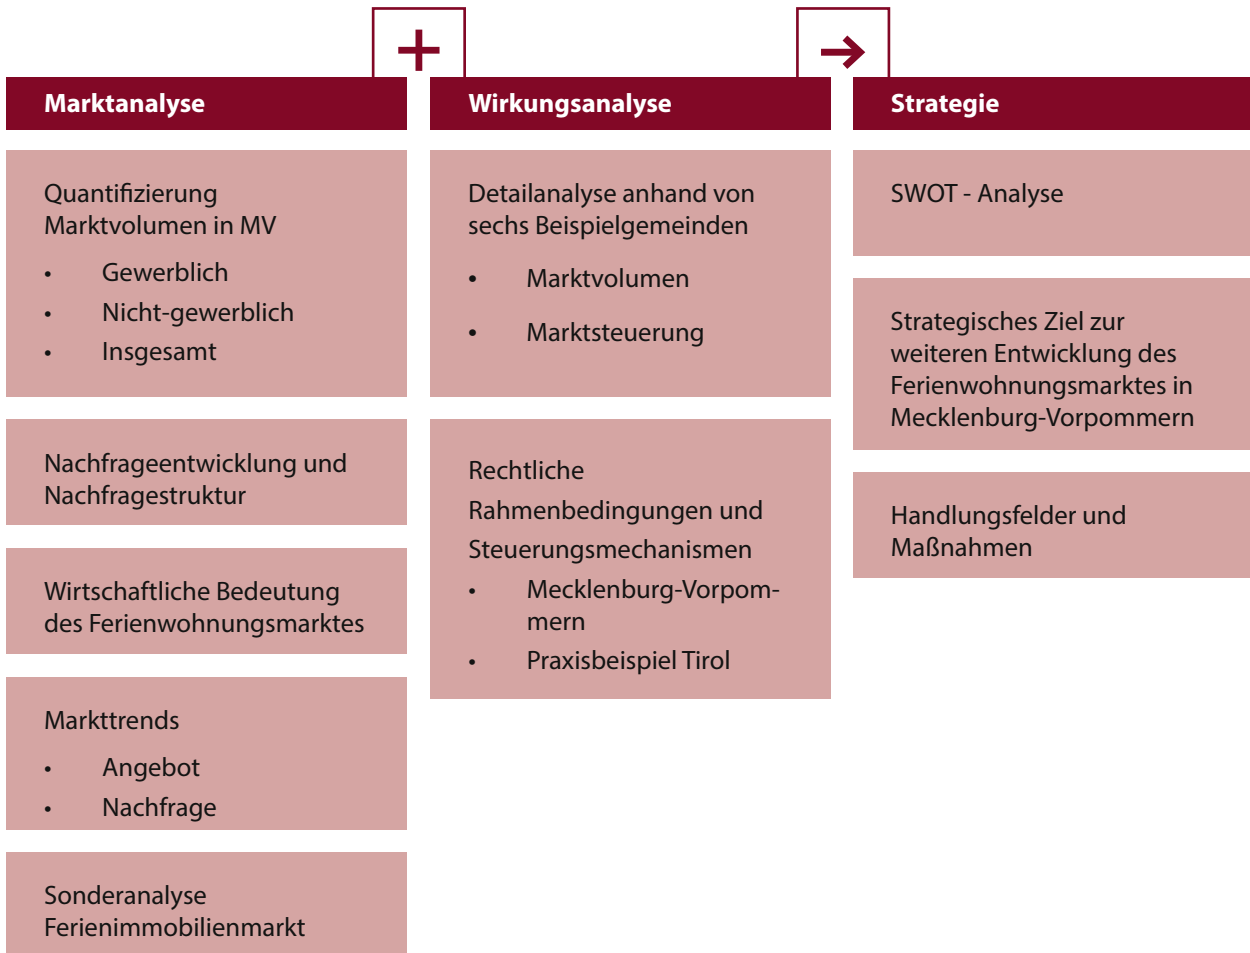 Marktanalyse
Quantifizierung
Marktvolumen in MV
• Gewerblich
• Nicht-gewerblich
• Insgesamt
Nachfrageentwicklung und
Nachfragestruktur
Wirtschaftliche Bedeutung
des Ferienwohnungsmarktes
Markttrends
• Angebot
• Nachfrage
Sonderanalyse
Ferienimmobilienmarkt
Wirkungsanalyse
Detailanalyse anhand von
sechs Beispielgemeinden
• Marktvolumen
• Marktsteuerung
Rechtliche
Rahmenbedingungen und
Steuerungsmechanismen
• Mecklenburg-Vorpom-
mern
• Praxisbeispiel Tirol
Strategie
SWOT - Analyse
Strategisches Ziel zur
weiteren Entwicklung des
Ferienwohnungsmarktes in
Mecklenburg-Vorpommern
Handlungsfelder und
Maßnahmen